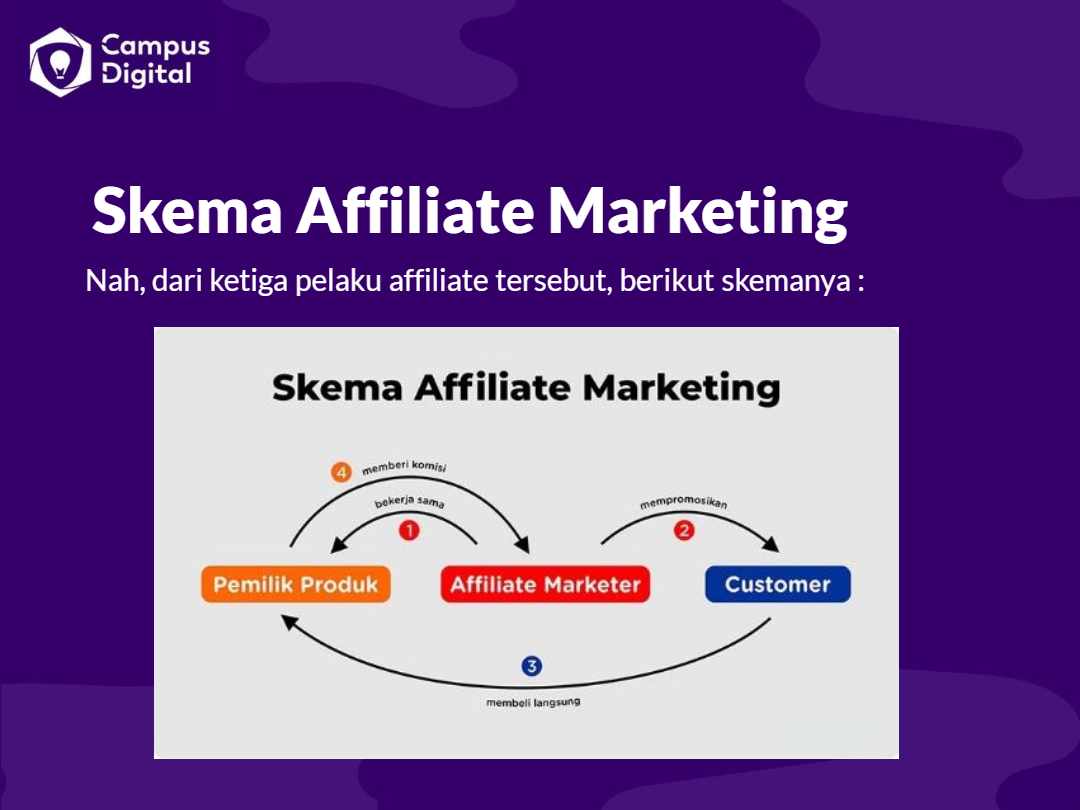 Campus
Digital
Skema Affiliate Marketing
Nah, dari ketiga pelaku affiliate tersebut, berikut skemanya :
Skema Affiliate Marketing
4 memberi komisi
bekerja sama
1
mempromosikan
2
Pemilik Produk
Affiliate Marketer
Customer
3
membeli langsung